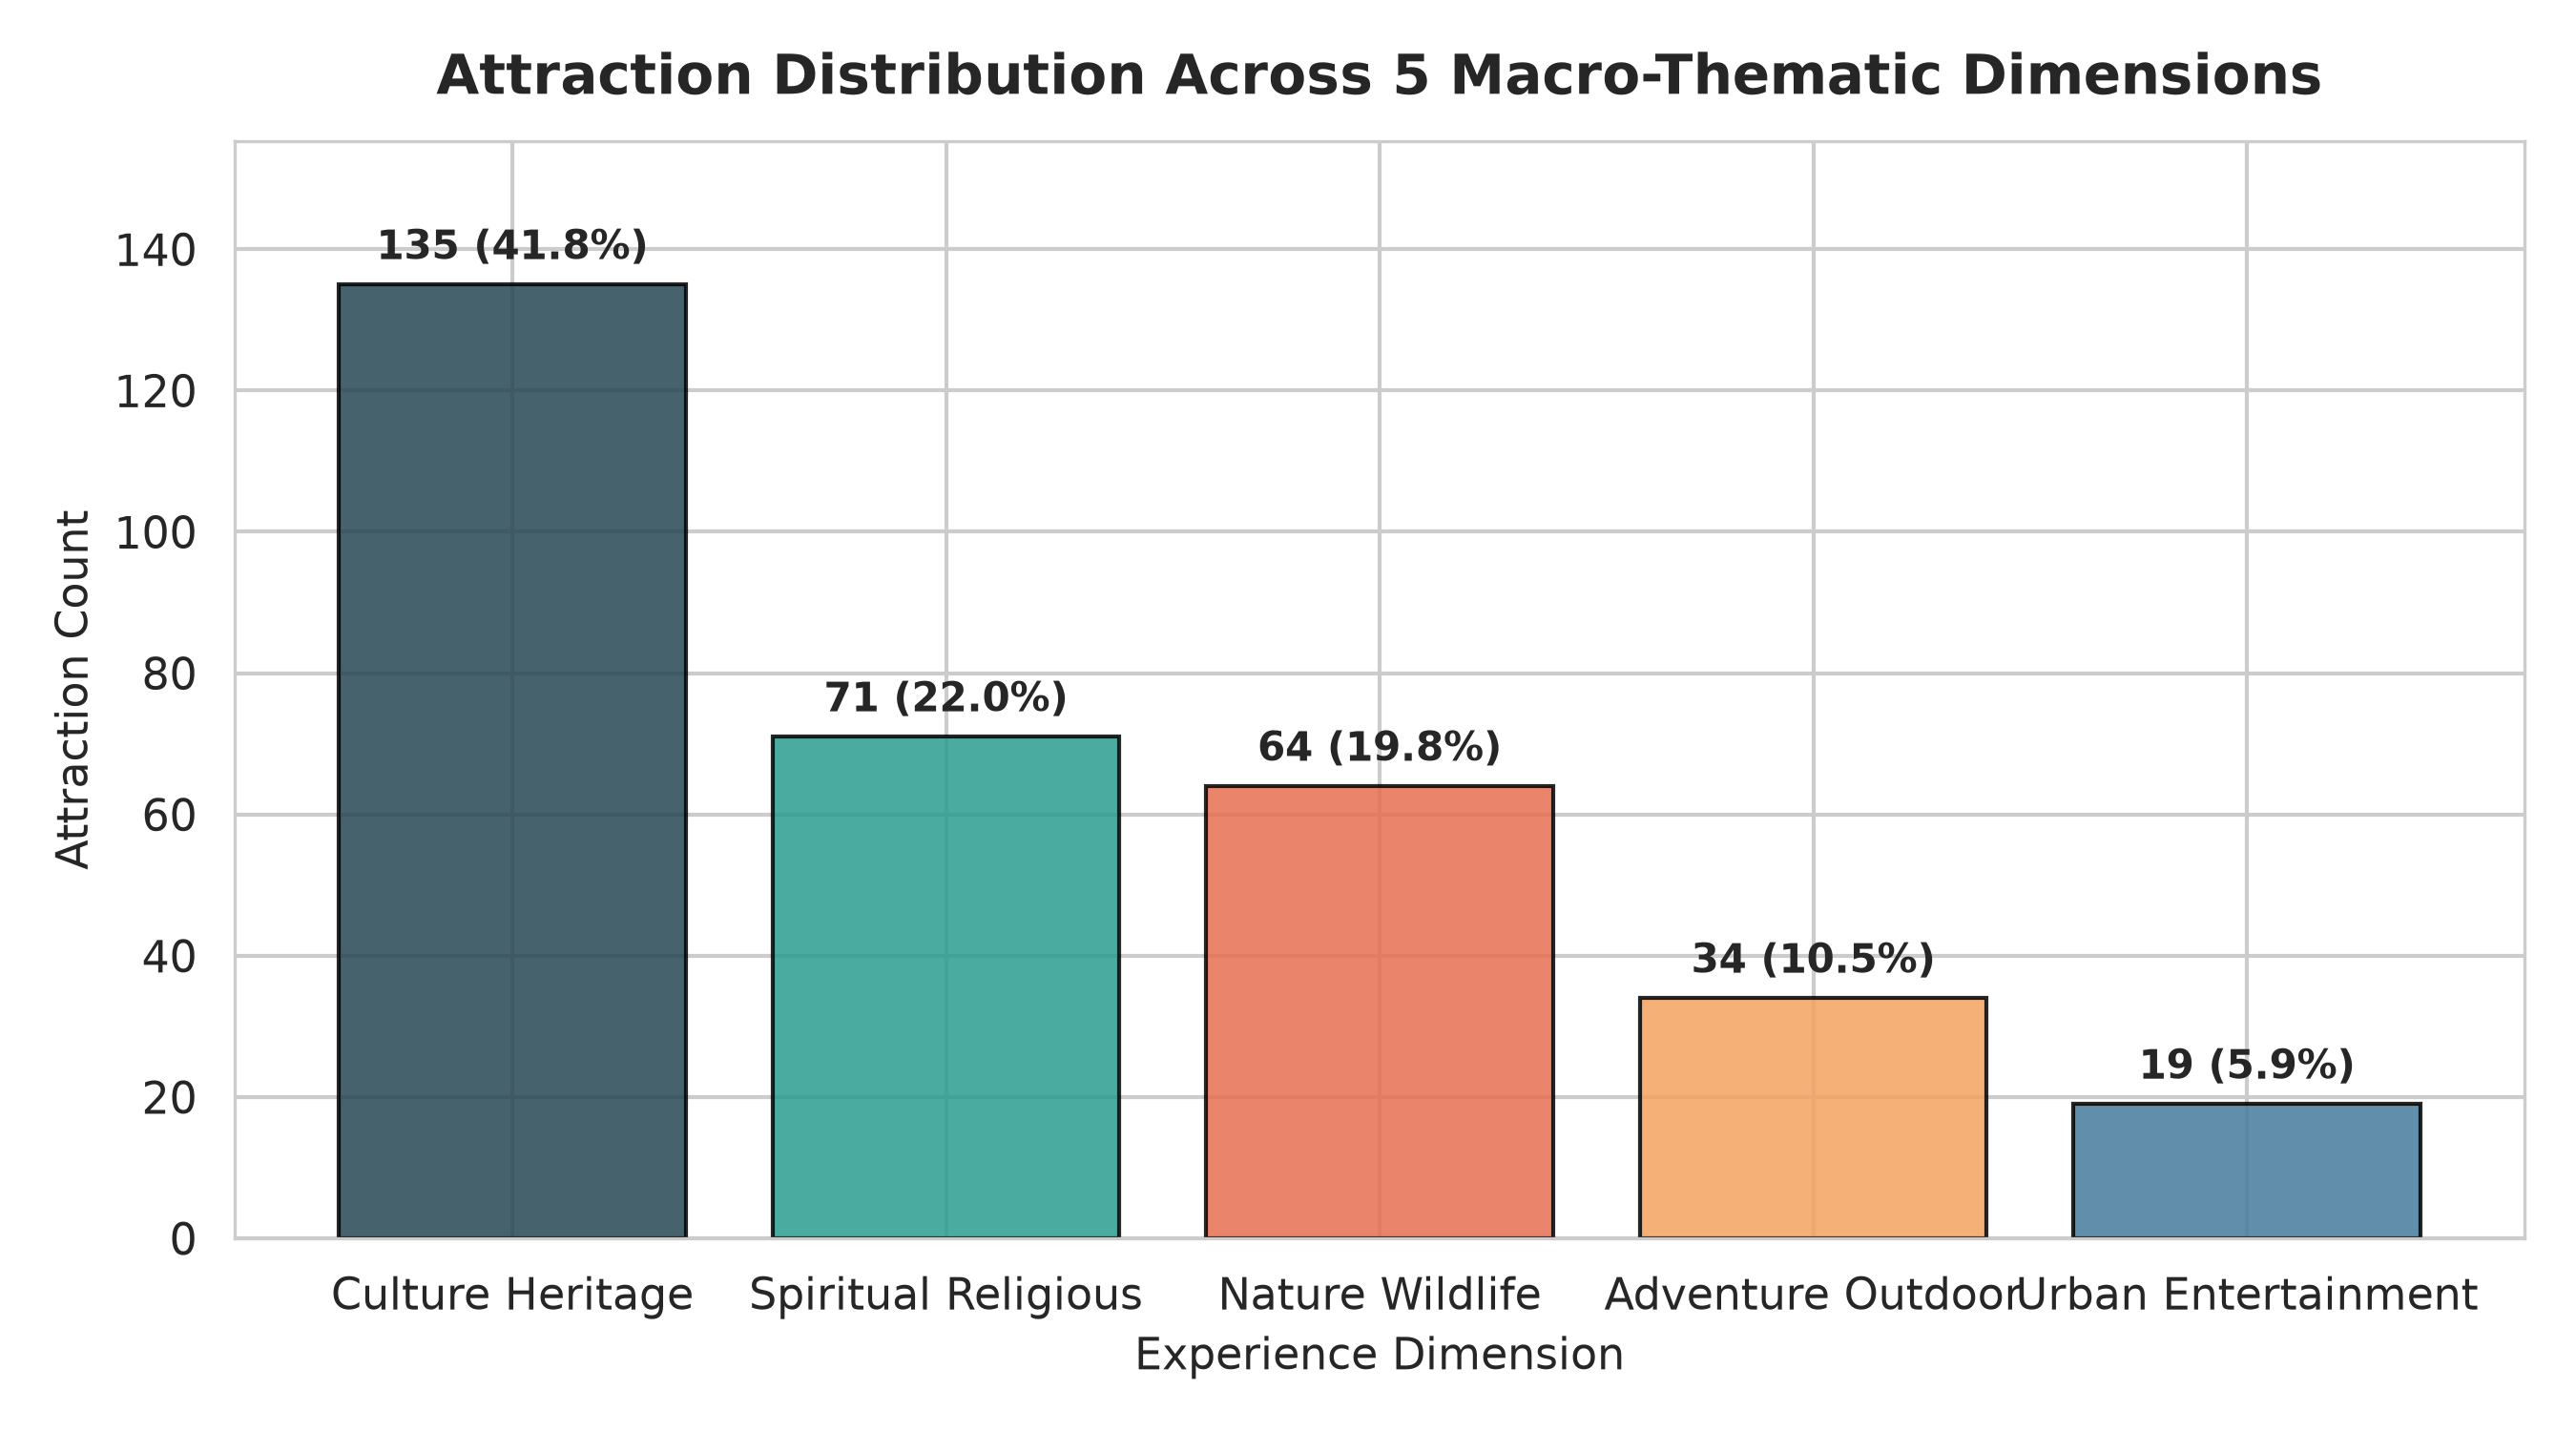 Attraction Distribution Across 5 Macro-Thematic Dimensions
Attraction Count
140
120
100
80
60
40
20
0
135 (41.8%)
71 (22.0%)
64 (19.8%)
34 (10.5%)
19 (5.9%)
Culture Heritage
Spiritual Religious
Nature Wildlife
Adventure Outdoor
Urban Entertainment
Experience Dimension